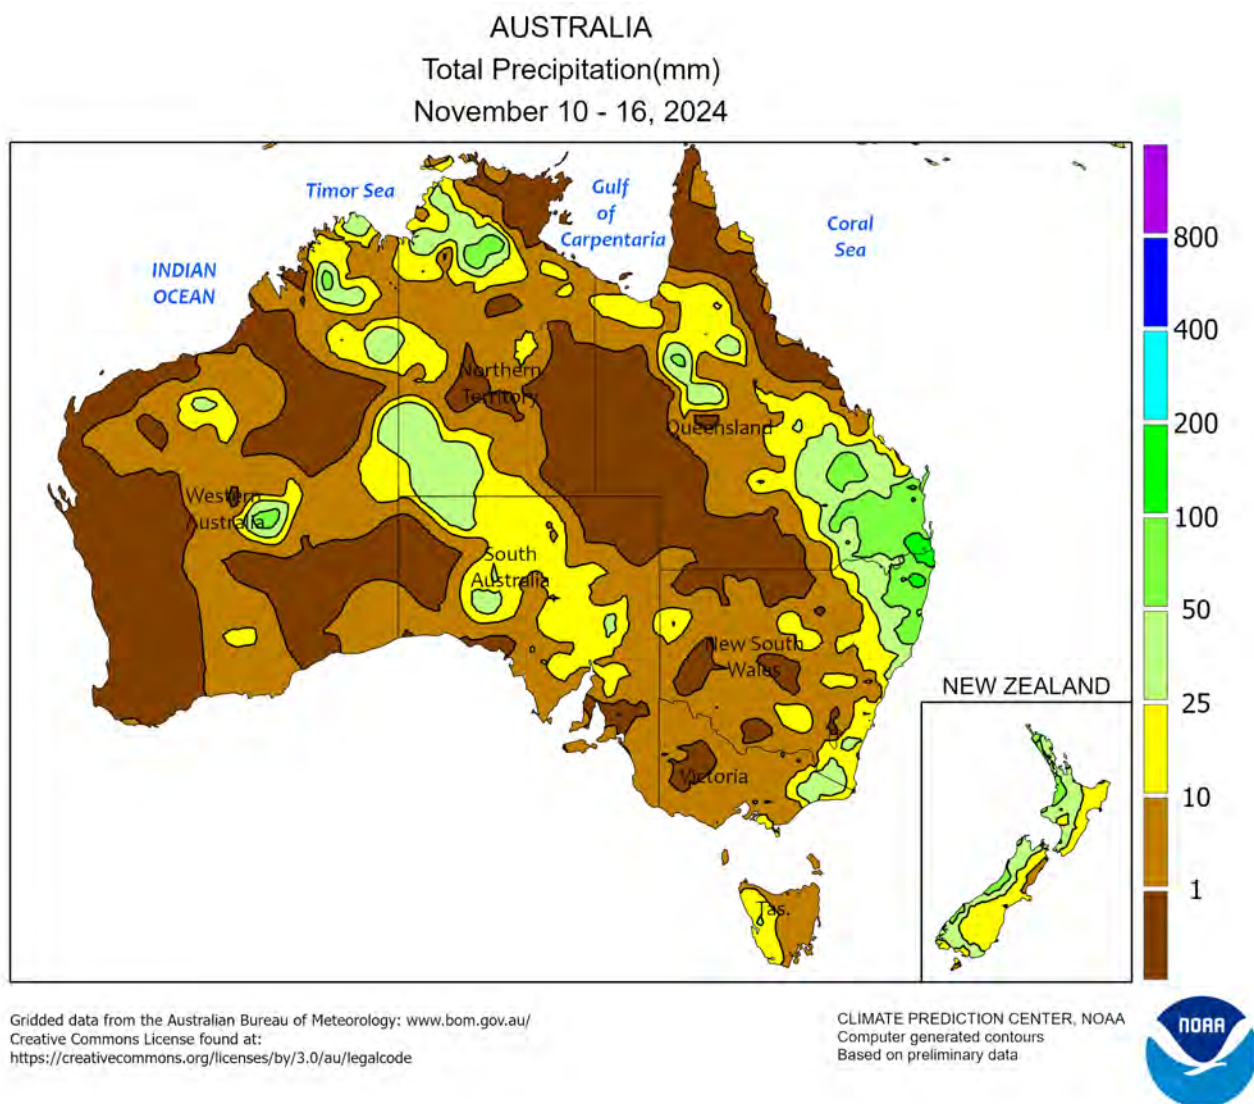 AUSTRALIA
Total Precipitation(mm)
November 10 - 16, 2024
Timor Sea
Gulf
of
Carpentaria
Coral
Sea
INDIAN
OCEAN
800
400
200
100
50
25
10
1
Northern
Territory
Queensland
Western
Australia
South
Australia
New South
Wales
Victoria
Tas.
NEW ZEALAND
Gridded data from the Australian Bureau of Meteorology: www.bom.gov.au/
Creative Commons License found at:
https://creativecommons.org/licenses/by/3.0/au/legalcode
CLIMATE PREDICTION CENTER, NOAA
Computer generated contours
Based on preliminary data
NOAA